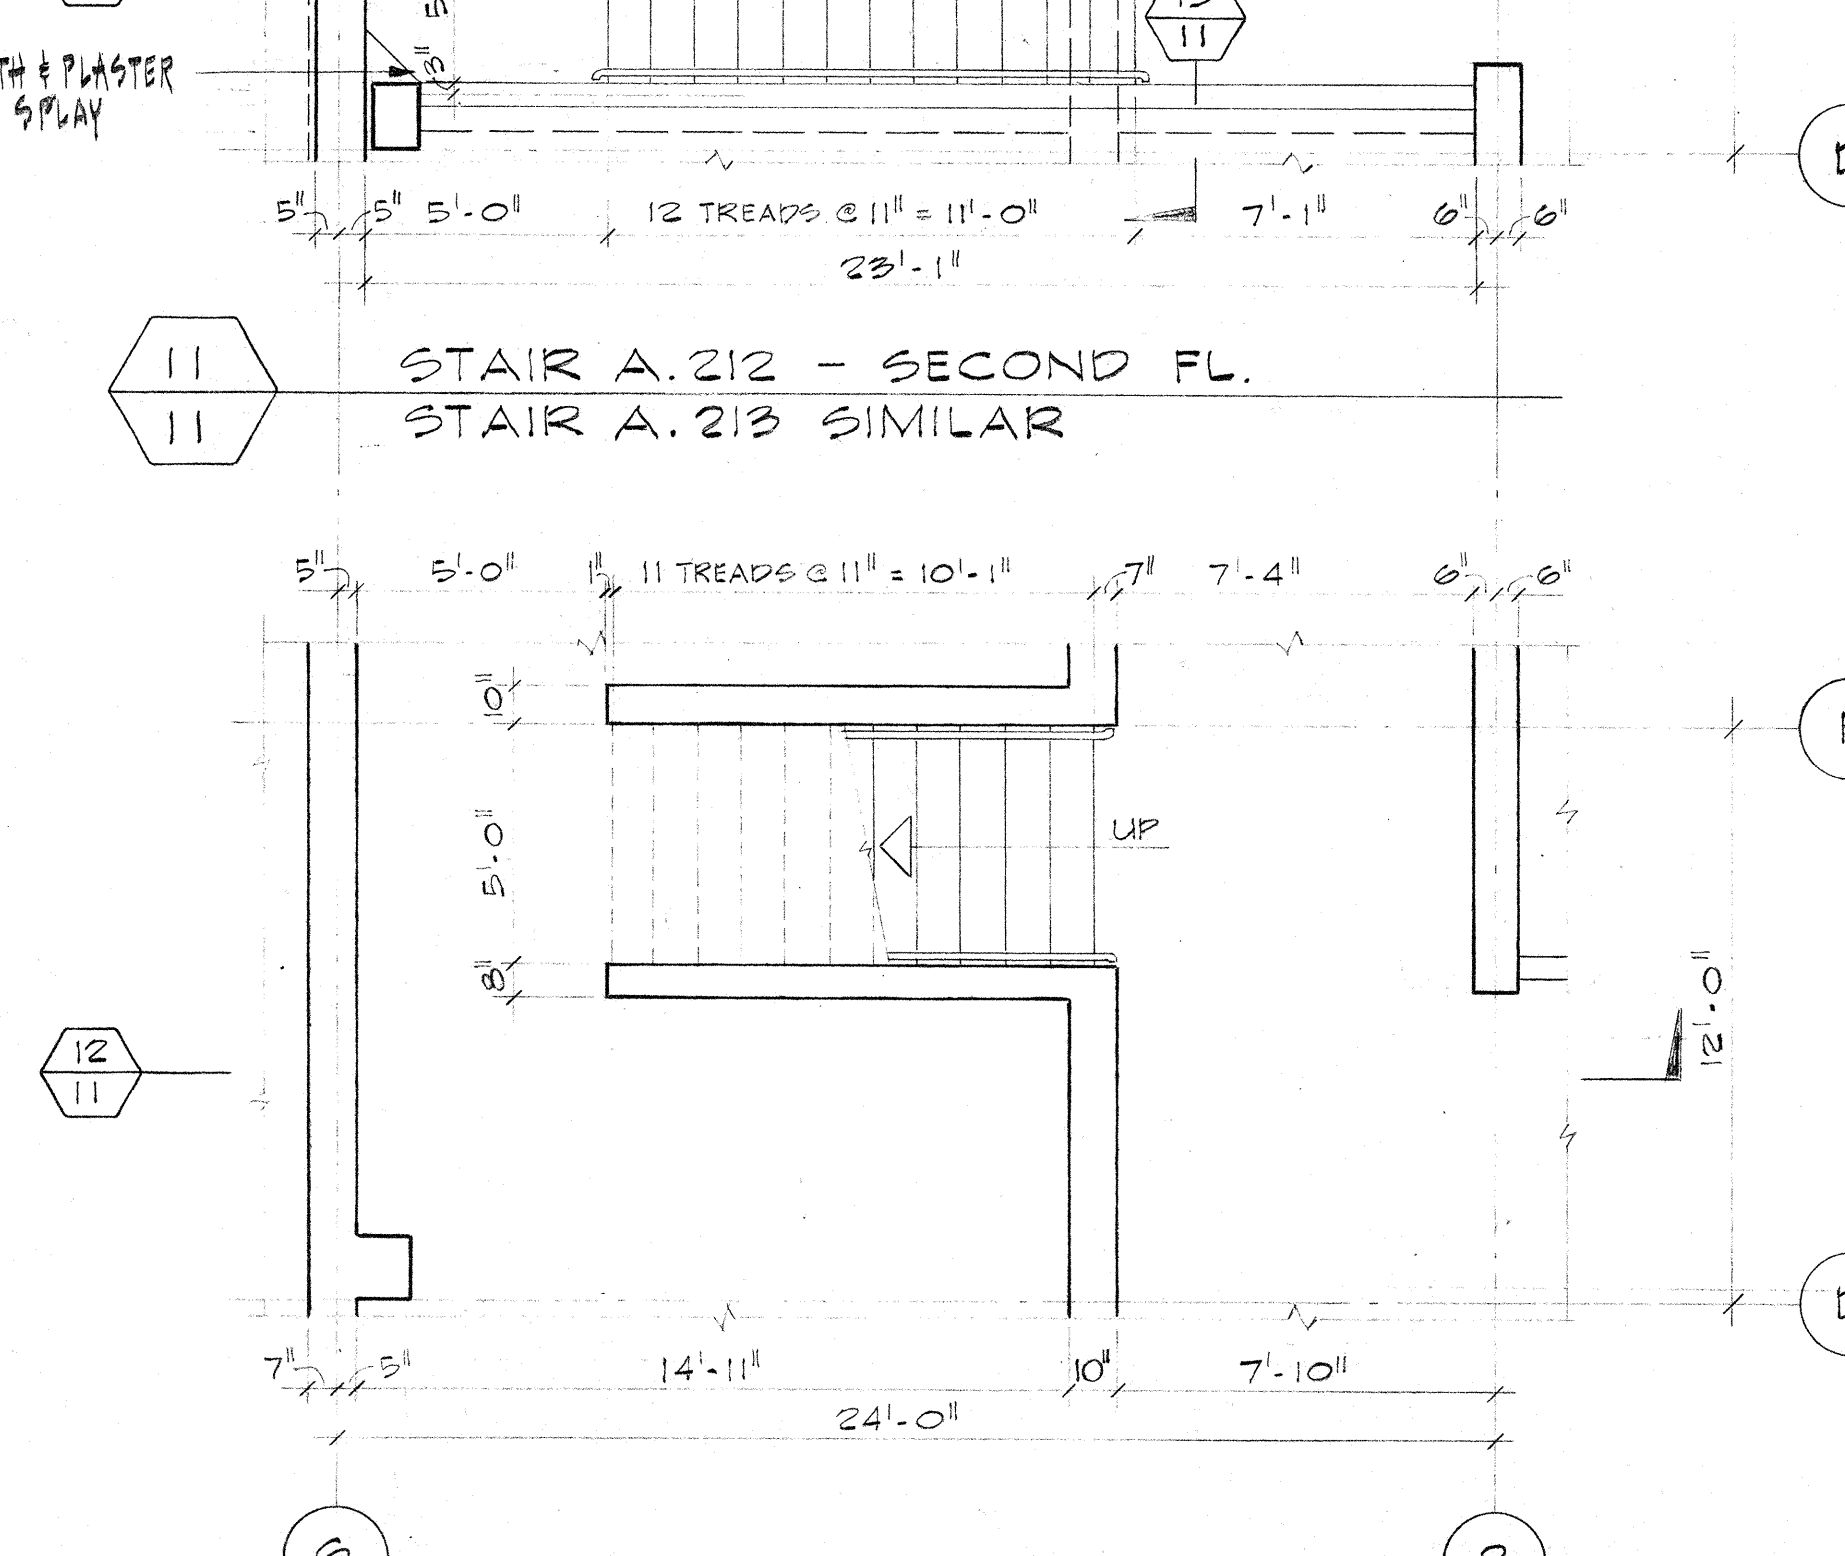 11
3"
TH & PLASTER
SPLAY
5" 5" 5'-0" 12 TREADS @ 11" = 11'-0" 7'-1" 6" 6"
23'-1"
11
11
STAIR A.212 - SECOND FL.
STAIR A.213 SIMILAR
5" 5'-0" 1" 11 TREADS @ 11" = 10'-1" 7" 7'-4" 6" 6"
10"
5'-0"
UP
8"
12'-0"
12
11
7" 5" 14'-11" 10" 7'-10"
24'-0"